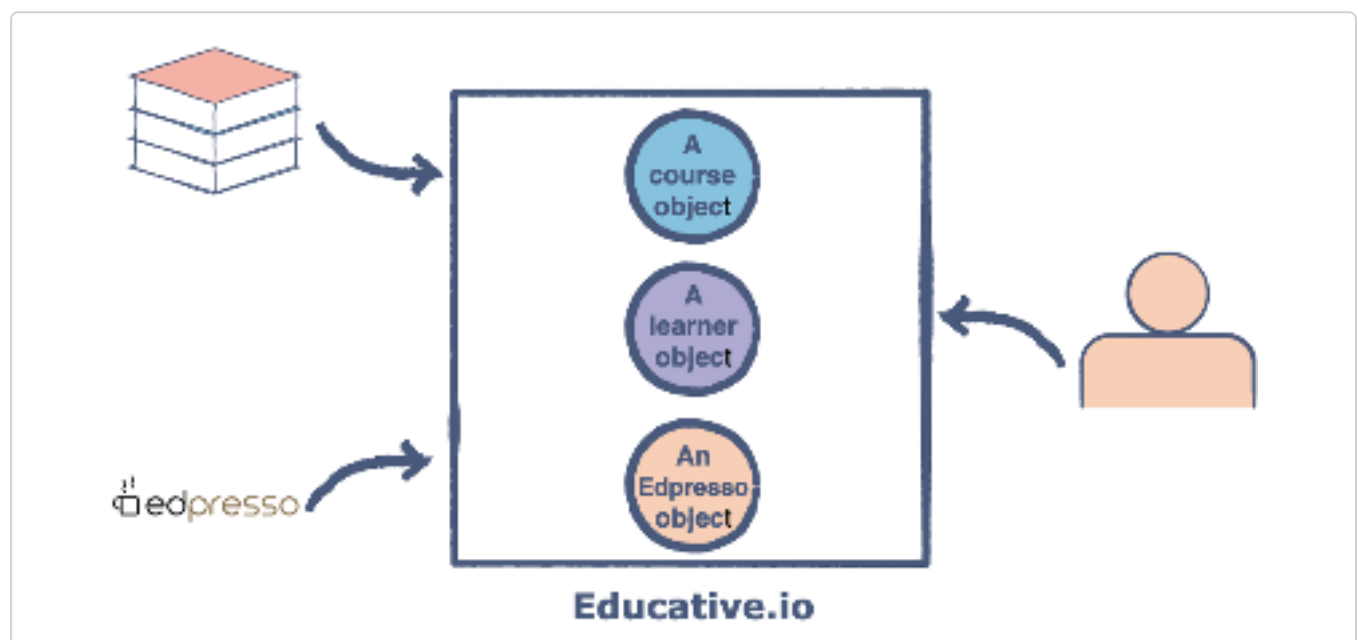 A
course
object
A
learner
object
edpresso
An
Edpresso
object
Educative.io